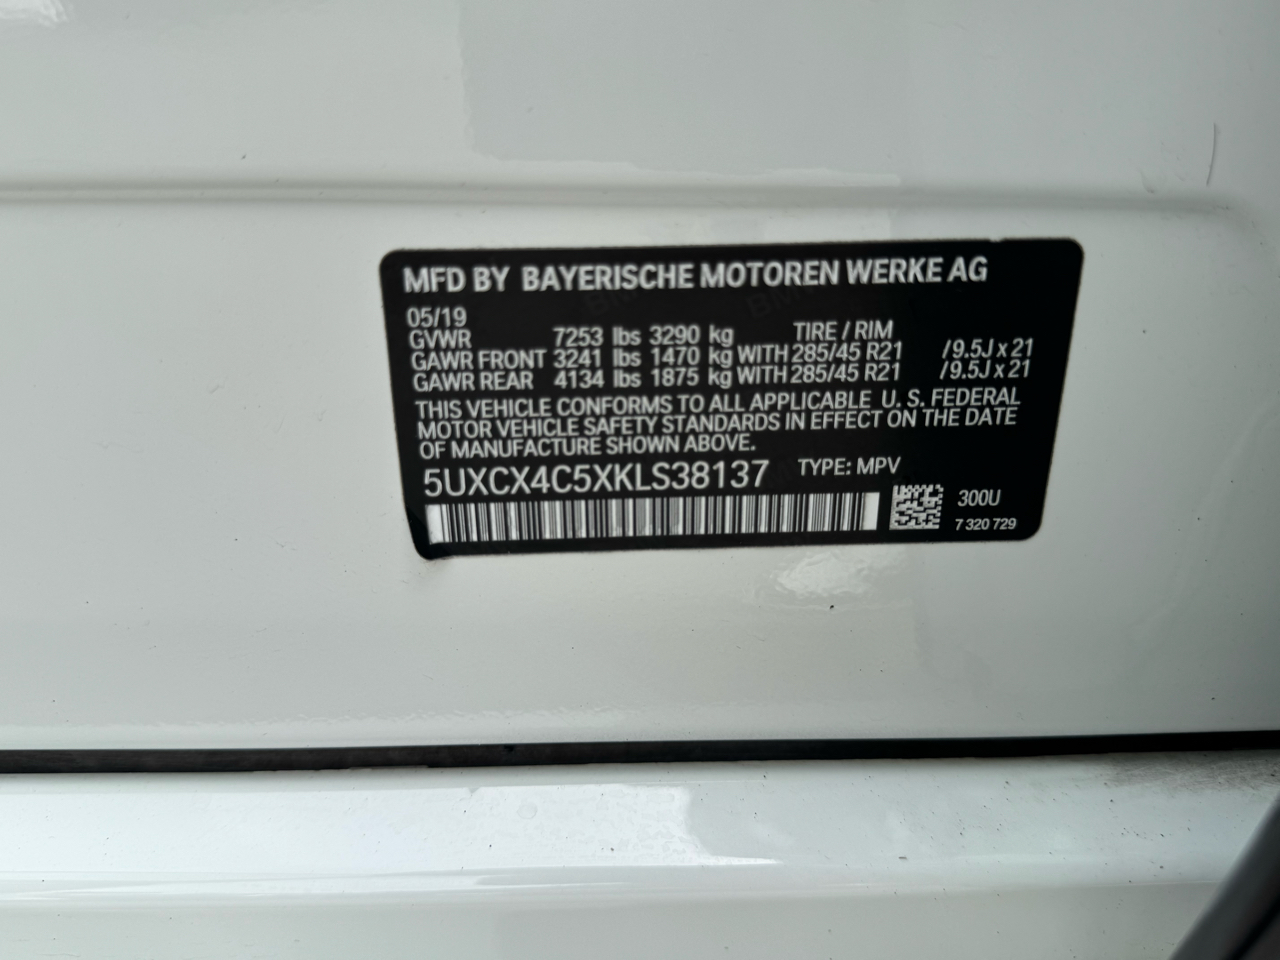 MFD BY BAYERISCHE MOTOREN WERKE AG
05/19
GVWR 7253 lbs 3290 kg TIRE / RIM
GAWR FRONT 3241 lbs 1470 kg WITH 285/45 R21 /9.5J x 21
GAWR REAR 4134 lbs 1875 kg WITH 285/45 R21 /9.5J x 21
THIS VEHICLE CONFORMS TO ALL APPLICABLE U. S. FEDERAL
MOTOR VEHICLE SAFETY STANDARDS IN EFFECT ON THE DATE
OF MANUFACTURE SHOWN ABOVE.
5UXCX4C5XKLS38137 TYPE: MPV
300U
7 320 729